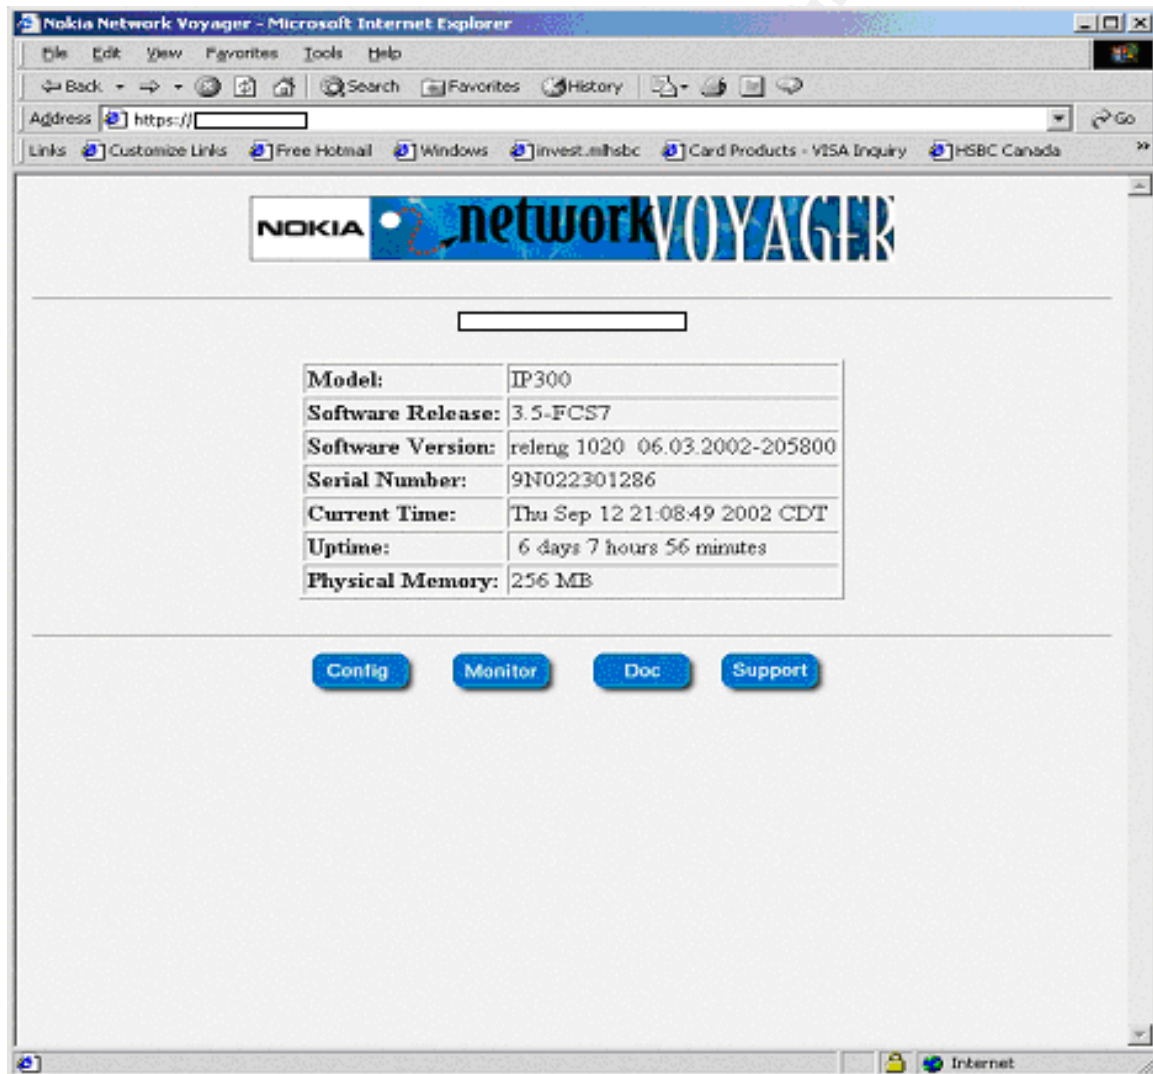 Nokia Network Voyager - Microsoft Internet Explorer
File Edit View Favorites Tools Help
Back Search Favorites History
Address https:// Go
Links Customize Links Free Hotmail Windows invest.mlhsbc Card Products - VISA Inquiry HSBC Canada »
NOKIA network VOYAGER
Model: IP300
Software Release: 3.5-FCS7
Software Version: releng 1020 06.03.2002-205800
Serial Number: 9N022301286
Current Time: Thu Sep 12 21:08:49 2002 CDT
Uptime: 6 days 7 hours 56 minutes
Physical Memory: 256 MB
Config Monitor Doc Support
Internet